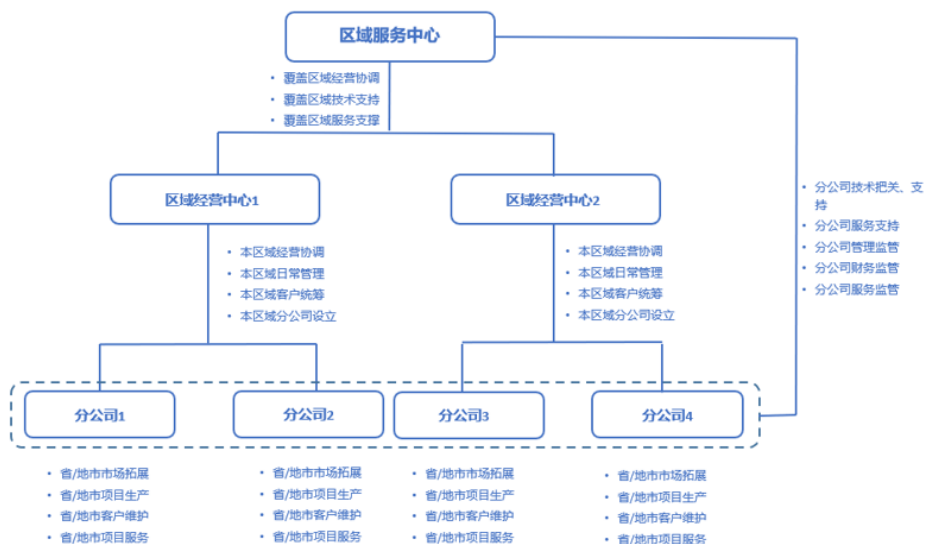 区域服务中心
• 覆盖区域经营协调
• 覆盖区域技术支持
• 覆盖区域服务支撑
区域经营中心1
区域经营中心2
• 分公司技术把关、支
持
• 分公司服务支持
• 分公司管理监管
• 分公司财务监管
• 分公司服务监管
• 本区域经营协调
• 本区域日常管理
• 本区域客户统筹
• 本区域分公司设立
• 本区域经营协调
• 本区域日常管理
• 本区域客户统筹
• 本区域分公司设立
分公司1
分公司2
分公司3
分公司4
• 省/地市市场拓展
• 省/地市项目生产
• 省/地市客户维护
• 省/地市项目服务
• 省/地市市场拓展
• 省/地市项目生产
• 省/地市客户维护
• 省/地市项目服务
• 省/地市市场拓展
• 省/地市项目生产
• 省/地市客户维护
• 省/地市项目服务
• 省/地市市场拓展
• 省/地市项目生产
• 省/地市客户维护
• 省/地市项目服务